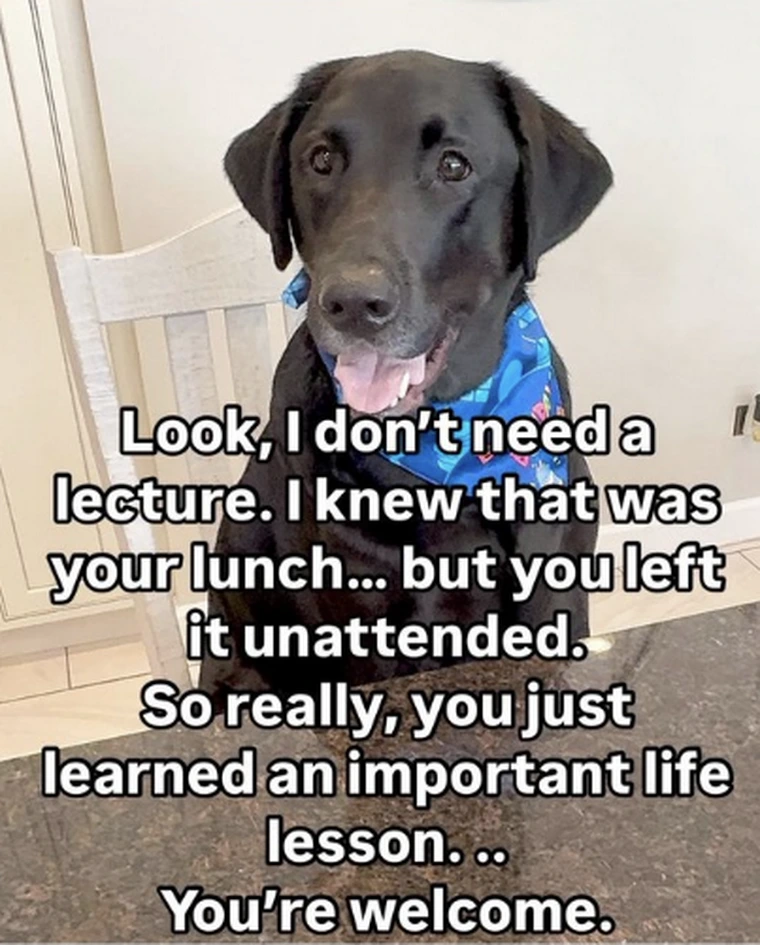 Look, I don’t need a
lecture. I knew that was
your lunch... but you left
it unattended.
So really, you just
learned an important life
lesson. ..
You’re welcome.